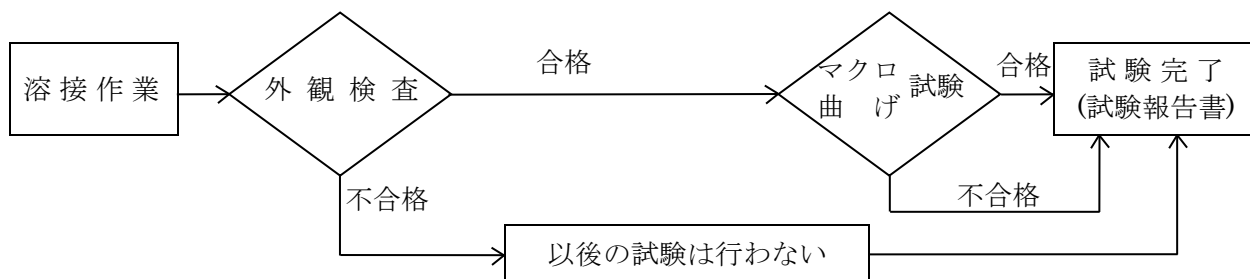 溶接作業
外観検査
合格
マクロ
曲げ
試験
合格
試験完了
(試験報告書)
不合格
不合格
以後の試験は行わない